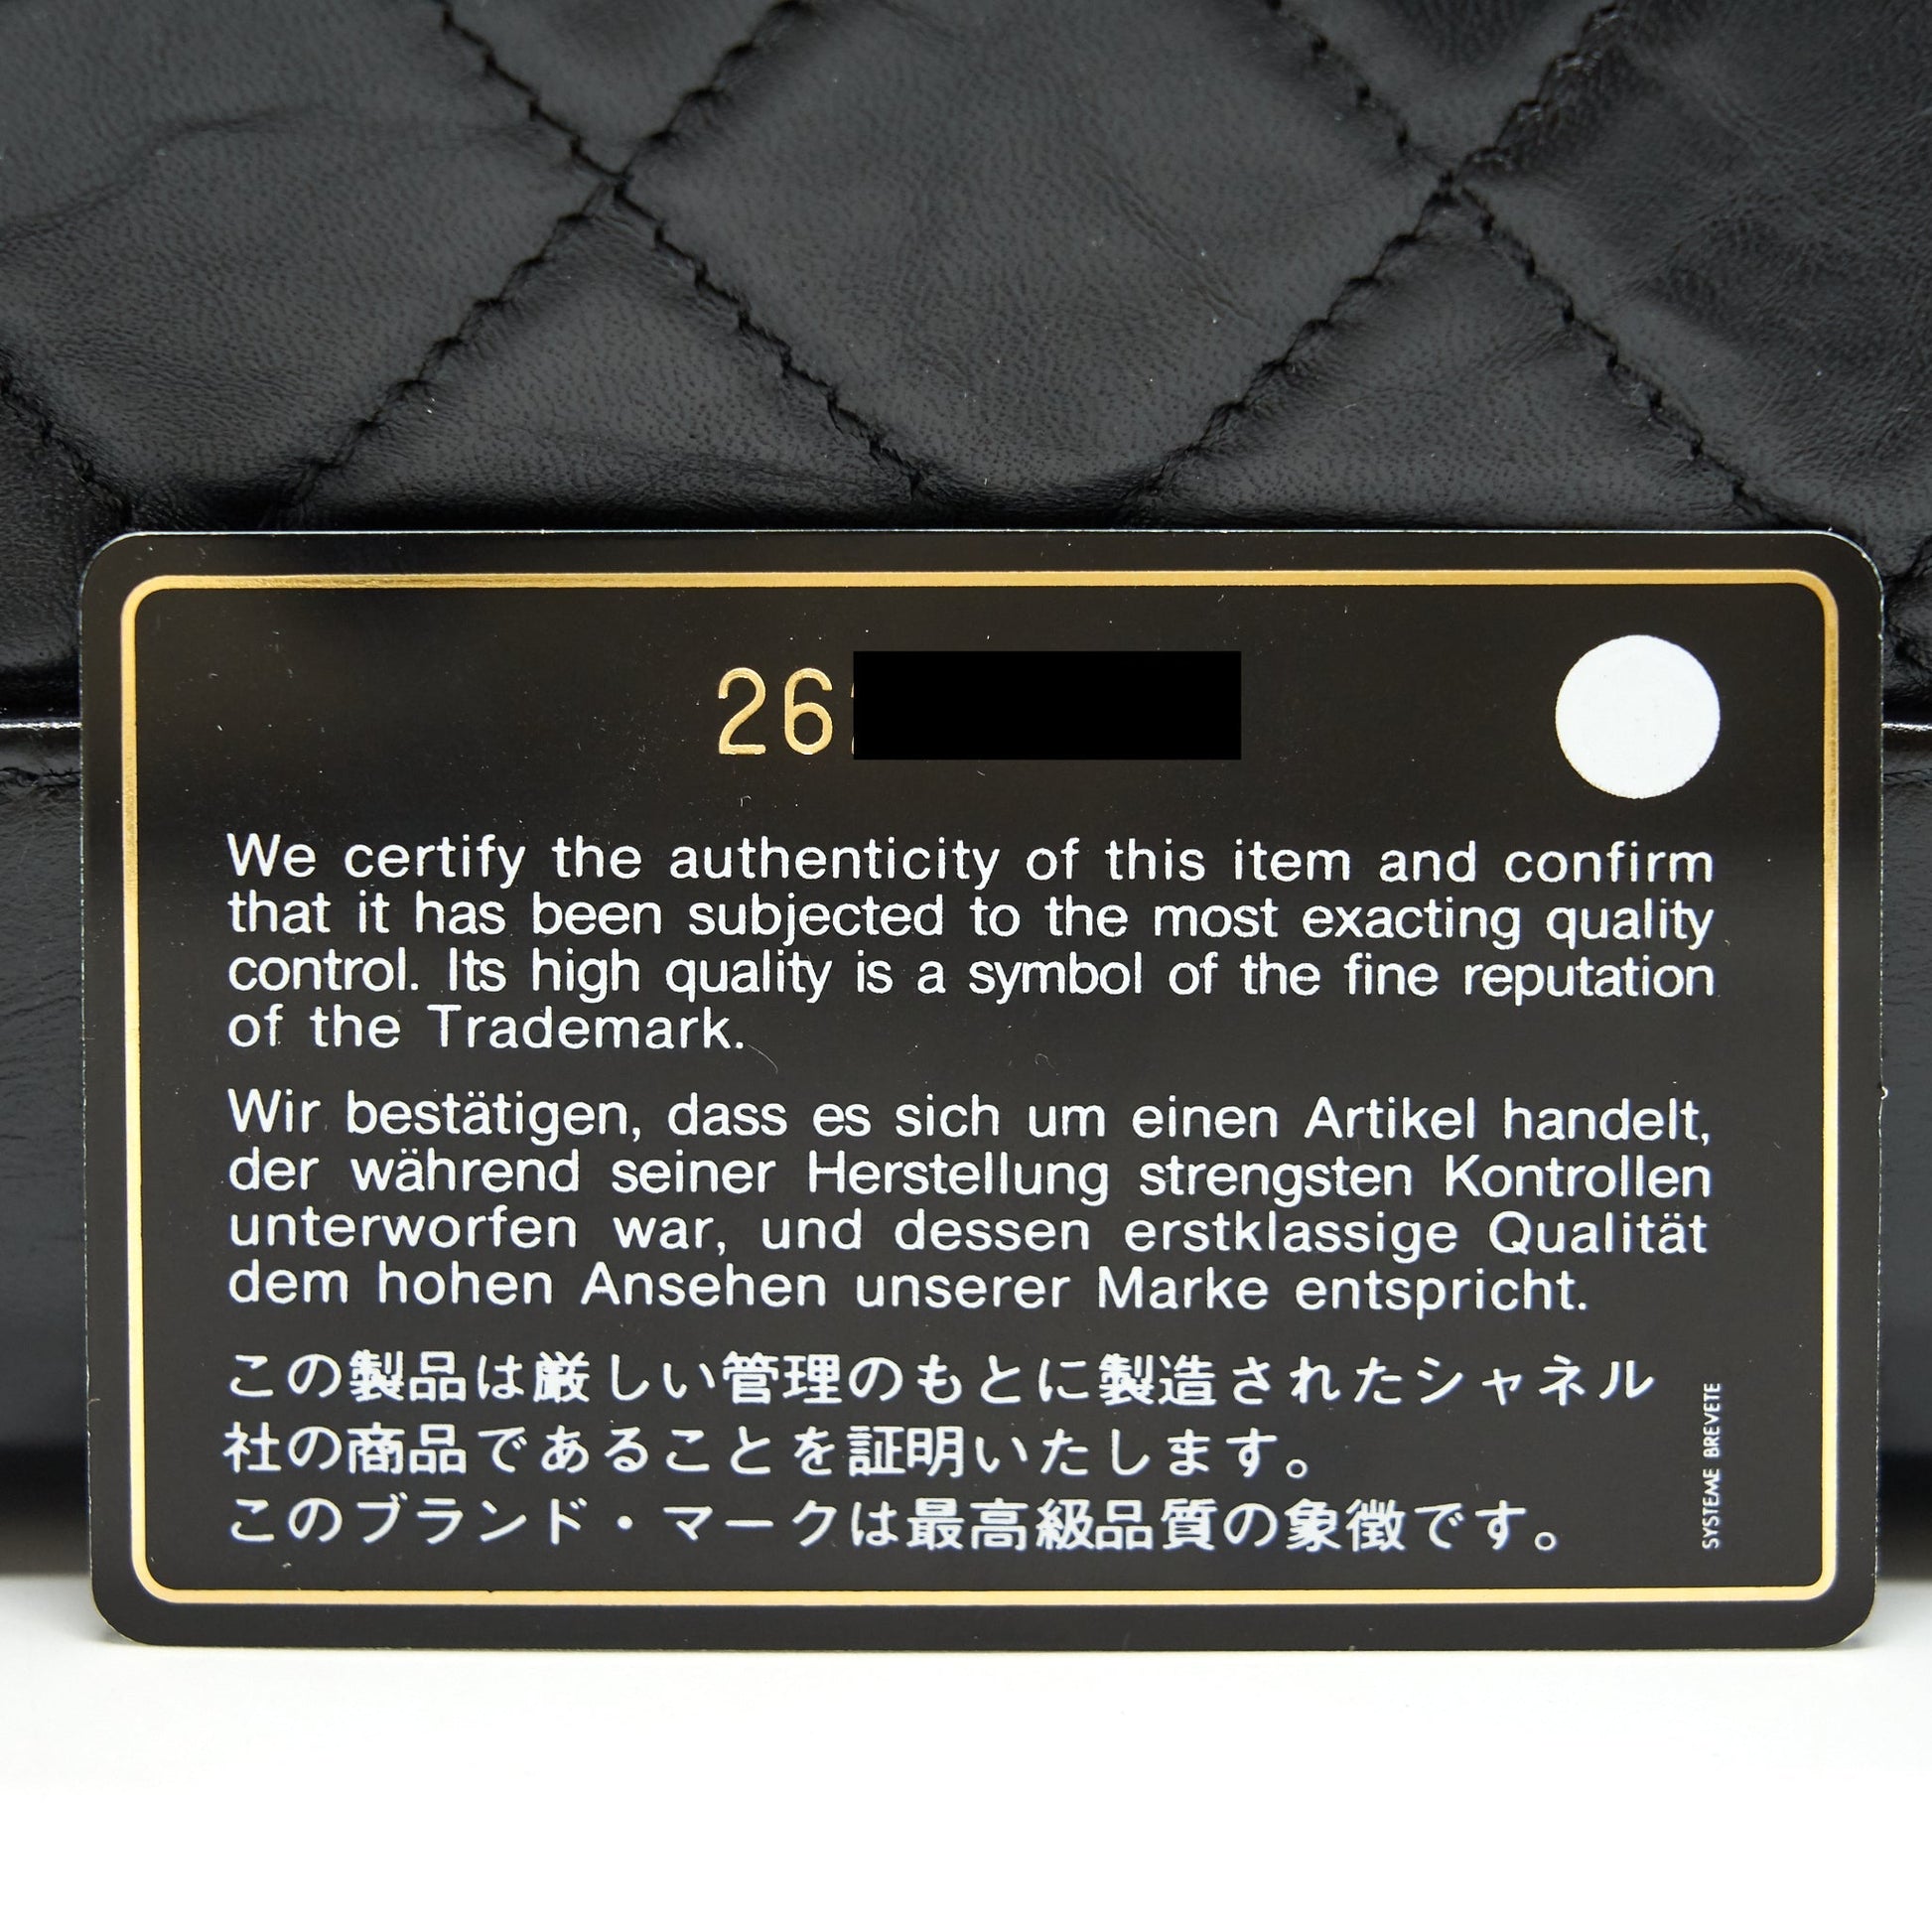 26
We certify the authenticity of this item and confirm
that it has been subjected to the most exacting quality
control. Its high quality is a symbol of the fine reputation
of the Trademark.
Wir bestätigen, dass es sich um einen Artikel handelt,
der während seiner Herstellung strengsten Kontrollen
unterworfen war, und dessen erstklassige Qualität
dem hohen Ansehen unserer Marke entspricht.
この製品は厳しい管理のもとに製造されたシャネル
社の商品であることを証明いたします。
このブランド・マークは最高級品質の象徴です。
SYSTEME BREVETE